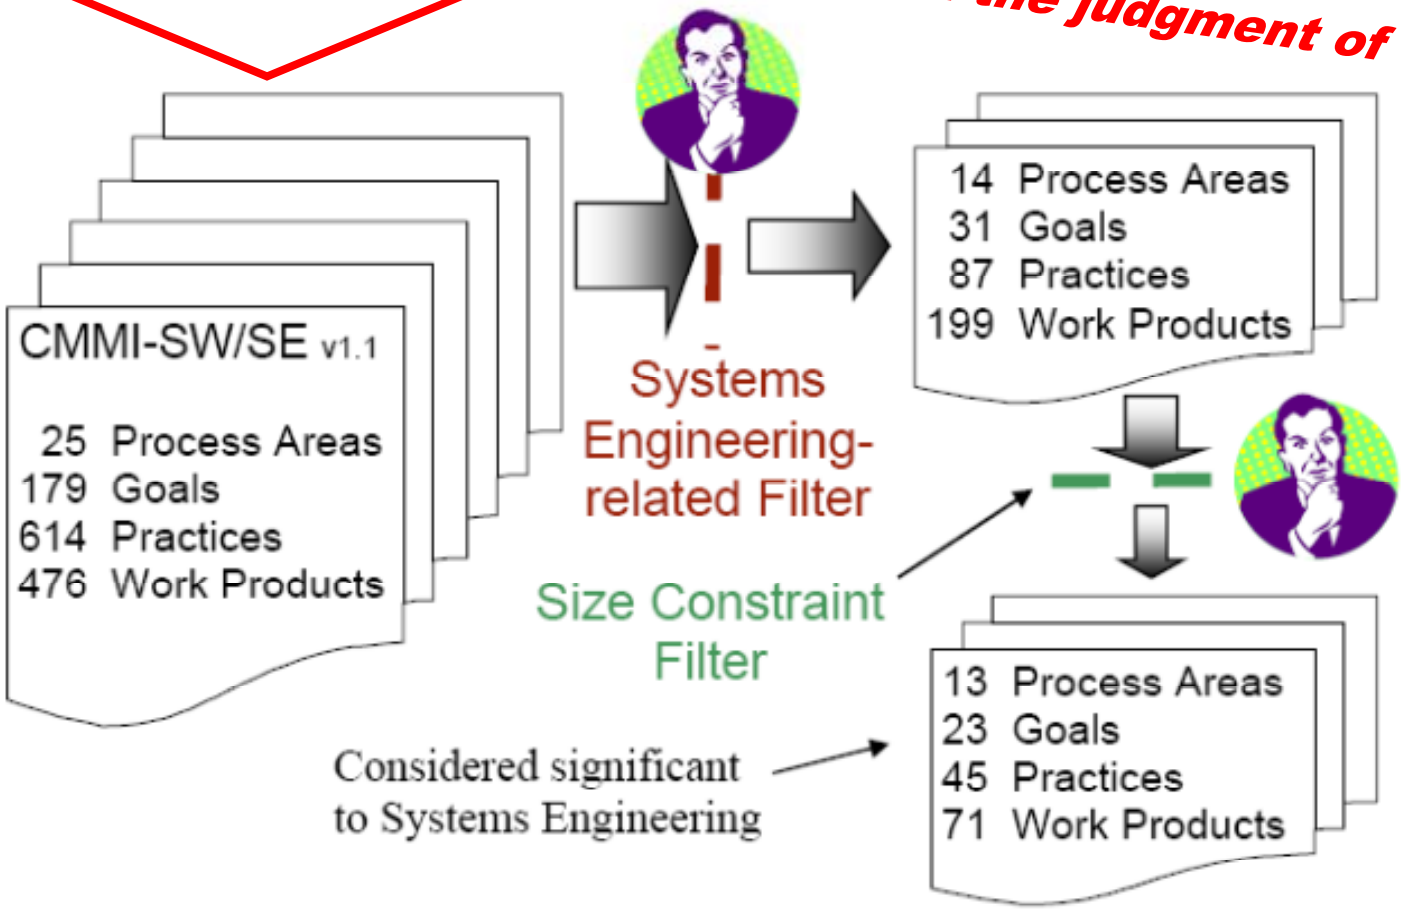 the judgment of
14 Process Areas
31 Goals
87 Practices
199 Work Products
CMMI-SW/SE v1.1
25 Process Areas
179 Goals
614 Practices
476 Work Products
Systems
Engineering-
related Filter
Size Constraint
Filter
13 Process Areas
23 Goals
45 Practices
71 Work Products
Considered significant
to Systems Engineering